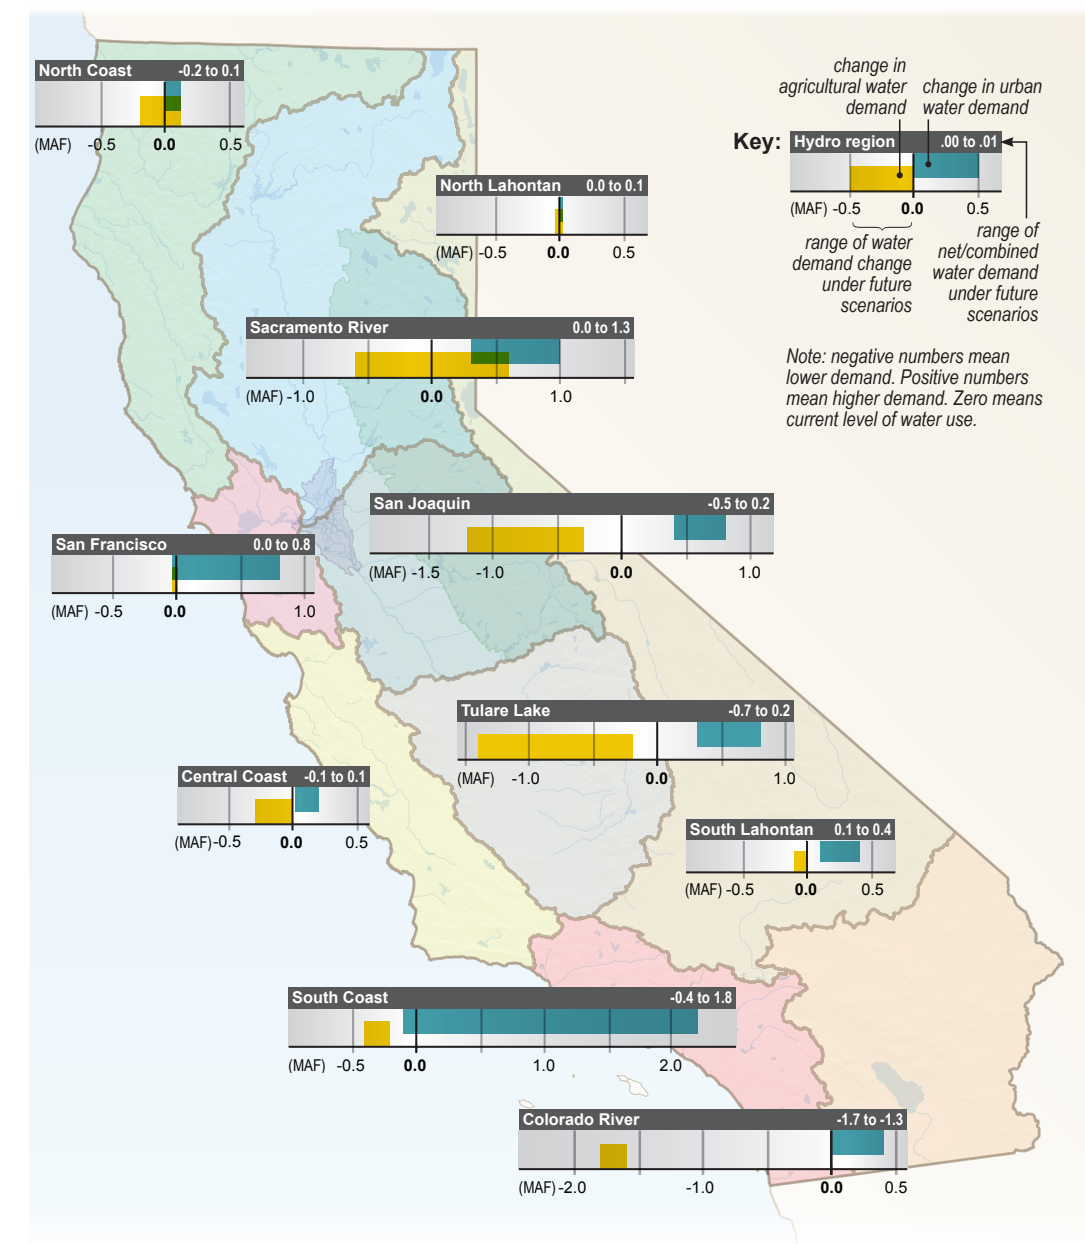 North Coast -0.2 to 0.1
(MAF) -0.5 0.0 0.5
change in
agricultural water
demand
change in urban
water demand
Key: Hydro region .00 to .01
(MAF) -0.5 0.0 0.5
range of water
demand change
under future
scenarios
range of
net/combined
water demand
under future
scenarios
Note: negative numbers mean
lower demand. Positive numbers
mean higher demand. Zero means
current level of water use.
North Lahontan 0.0 to 0.1
(MAF) -0.5 0.0 0.5
Sacramento River 0.0 to 1.3
(MAF) -1.0 0.0 1.0
San Joaquin -0.5 to 0.2
(MAF) -1.5 -1.0 0.0 1.0
San Francisco 0.0 to 0.8
(MAF) -0.5 0.0 1.0
Tulare Lake -0.7 to 0.2
(MAF) -1.0 0.0 1.0
Central Coast -0.1 to 0.1
(MAF) -0.5 0.0 0.5
South Lahontan 0.1 to 0.4
(MAF) -0.5 0.0 0.5
South Coast -0.4 to 1.8
(MAF) -0.5 0.0 1.0 2.0
Colorado River -1.7 to -1.3
(MAF) -2.0 -1.0 0.0 0.5